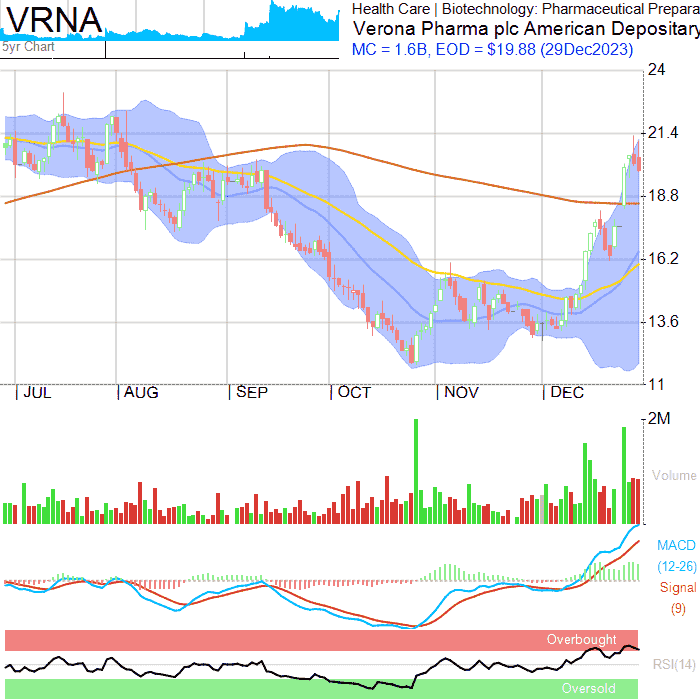 VRNA
Health Care | Biotechnology: Pharmaceutical Prepara
Verona Pharma plc American Depositary
5yr Chart
MC = 1.6B, EOD = $19.88 (29Dec2023)
24
21.4
18.8
16.2
13.6
11
JUL AUG SEP OCT NOV DEC
2M
Volume
MACD
(12-26)
Signal
(9)
Overbought
RSI(14)
Oversold